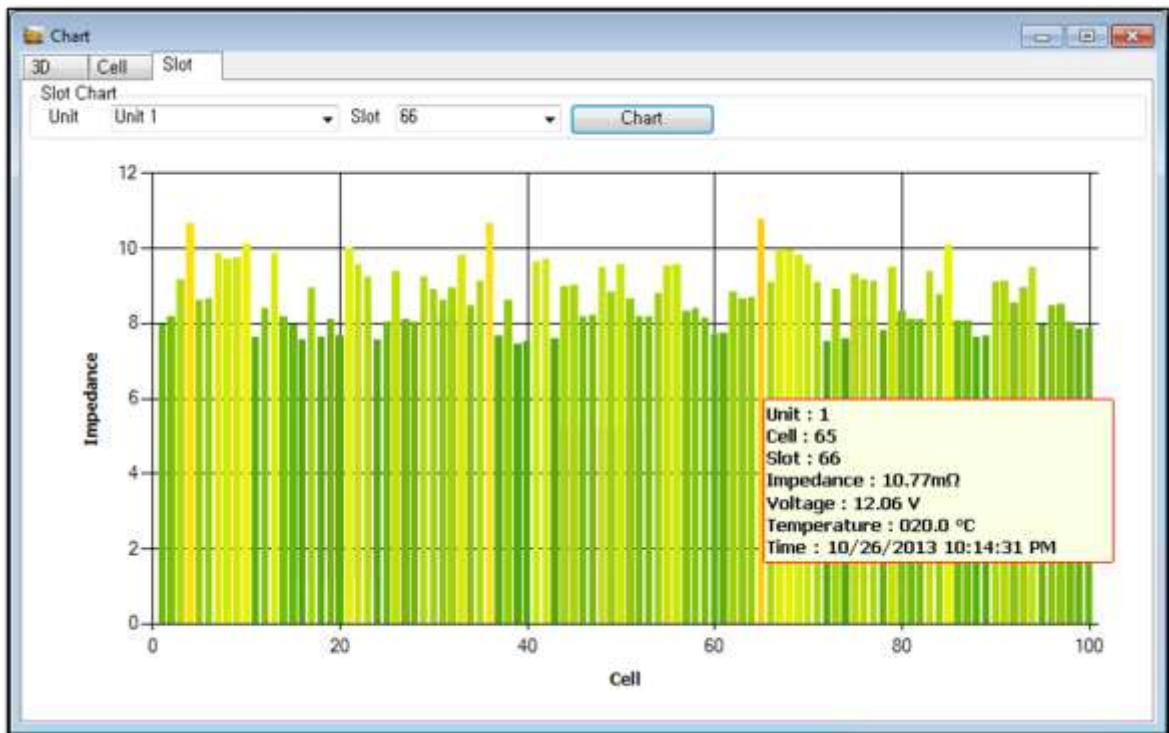 Chart
3D Cell Slot
Slot Chart
Unit Unit 1 Slot 66 Chart
12
10
8
6
4
2
0
Impedance
0 20 40 60 80 100
Cell
Unit : 1
Cell : 65
Slot : 66
Impedance : 10.77mΩ
Voltage : 12.06 V
Temperature : 020.0 ºC
Time : 10/26/2013 10:14:31 PM